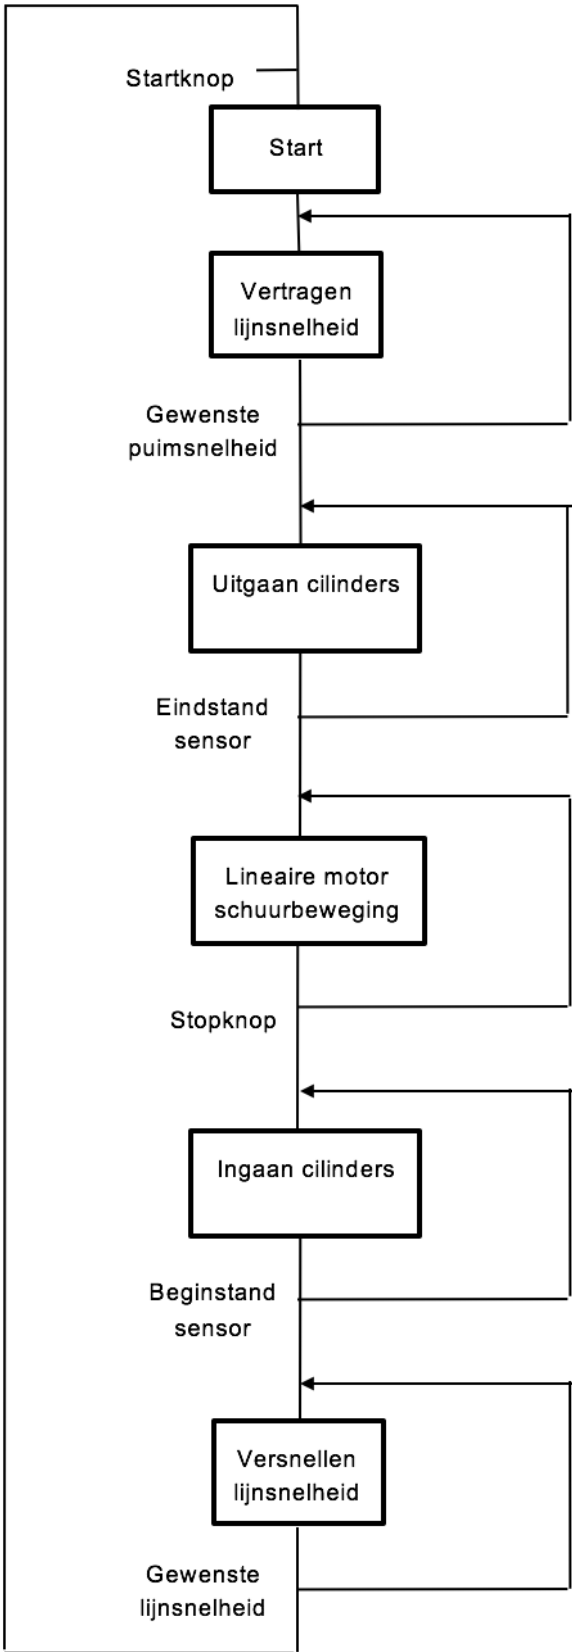 Startknop
Start
Vertragen
lijnsnelheid
Gewenste
puimsnelheid
Uitgaan cilinders
Eindstand
sensor
Lineaire motor
schuurbeweging
Stopknop
Ingaan cilinders
Beginstand
sensor
Versnellen
lijnsnelheid
Gewenste
lijnsnelheid